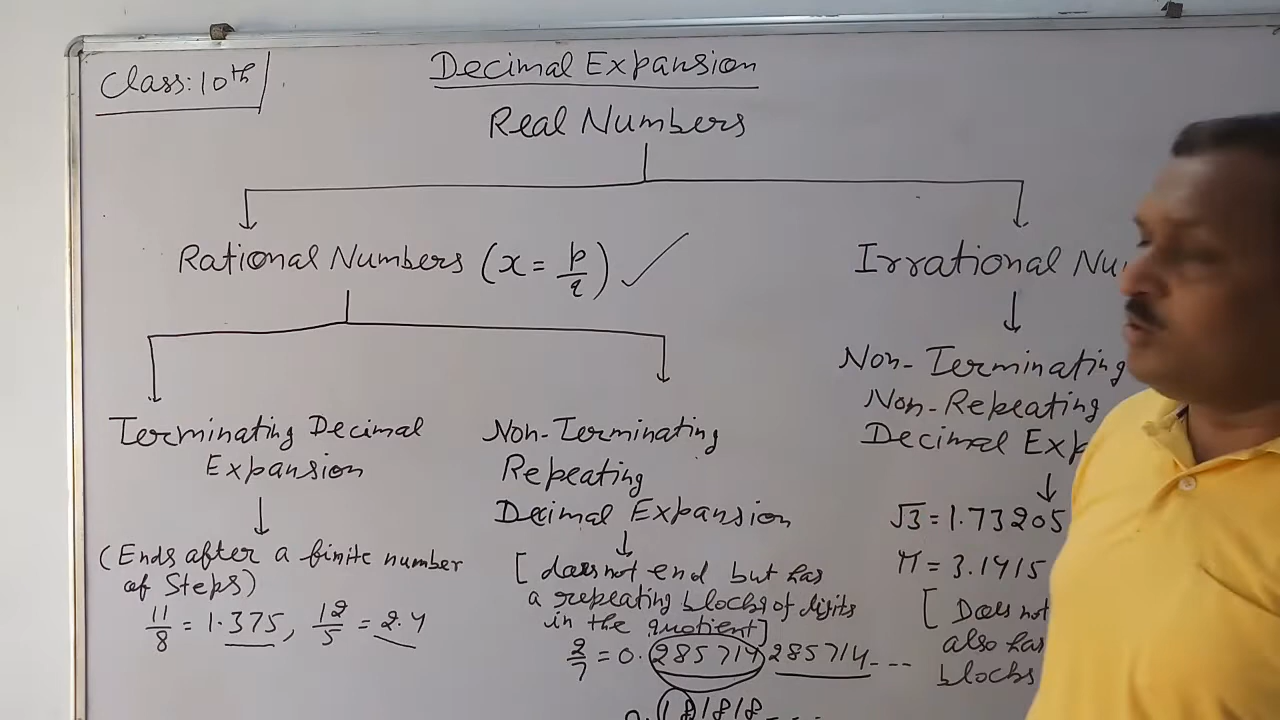 Class: 10th
Decimal Expansion
Real Numbers
Rational Numbers (x = p/q) ✓
Irrational Nu
Terminating Decimal
Expansion
(Ends after a finite number
of Steps)
11/8 = 1.375, 12/5 = 2.4
Non-Terminating
Repeating
Decimal Expansion
[ does not end but has
a repeating blocks of digits
in the quotient]
2/7 = 0.285714 285714---
0.181818----
Non-Terminating
Non-Repeating
Decimal Exp
√3 = 1.73205
π = 3.1415
[ Does not
also has
blocks